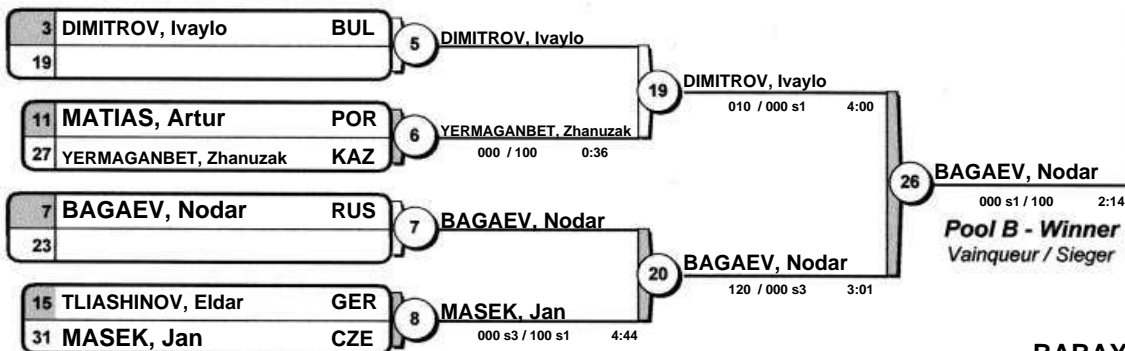 3 DIMITROV, Ivaylo BUL
19
5 DIMITROV, Ivaylo
11 MATIAS, Artur POR
27 YERMAGANBET, Zhanuzak KAZ
6 YERMAGANBET, Zhanuzak
000 / 100 0:36
19 DIMITROV, Ivaylo
010 / 000 s1 4:00
7 BAGAEV, Nodar RUS
23
7 BAGAEV, Nodar
15 TLIASHINOV, Eldar GER
31 MASEK, Jan CZE
8 MASEK, Jan
000 s3 / 100 s1 4:44
20 BAGAEV, Nodar
120 / 000 s3 3:01
26 BAGAEV, Nodar
000 s1 / 100 2:14
Pool B - Winner
Vainqueur / Sieger